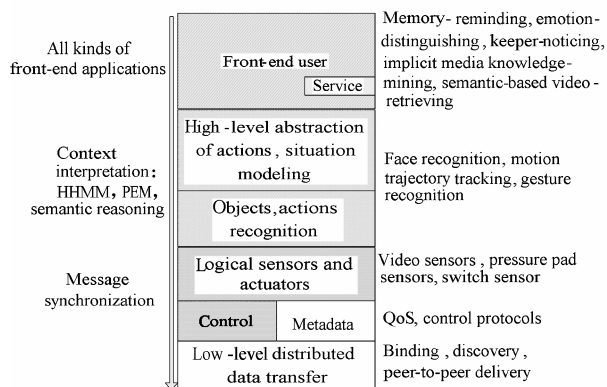 All kinds of
front-end applications
Front-end user
Service
Memory- reminding, emotion-
distinguishing, keeper-noticing,
implicit media knowledge-
mining, semantic-based video-
retrieving
Context
interpretation:
HHMM, PEM,
semantic reasoning
High -level abstraction
of actions, situation
modeling
Objects,actions
recognition
Face recognition, motion
trajectory tracking, gesture
recognition
Message
synchronization
Logical sensors and
actuators
Video sensors, pressure pad
sensors, switch sensor
Control
Metadata
QoS, control protocols
Low -level distributed
data transfer
Binding, discovery,
peer-to-peer delivery